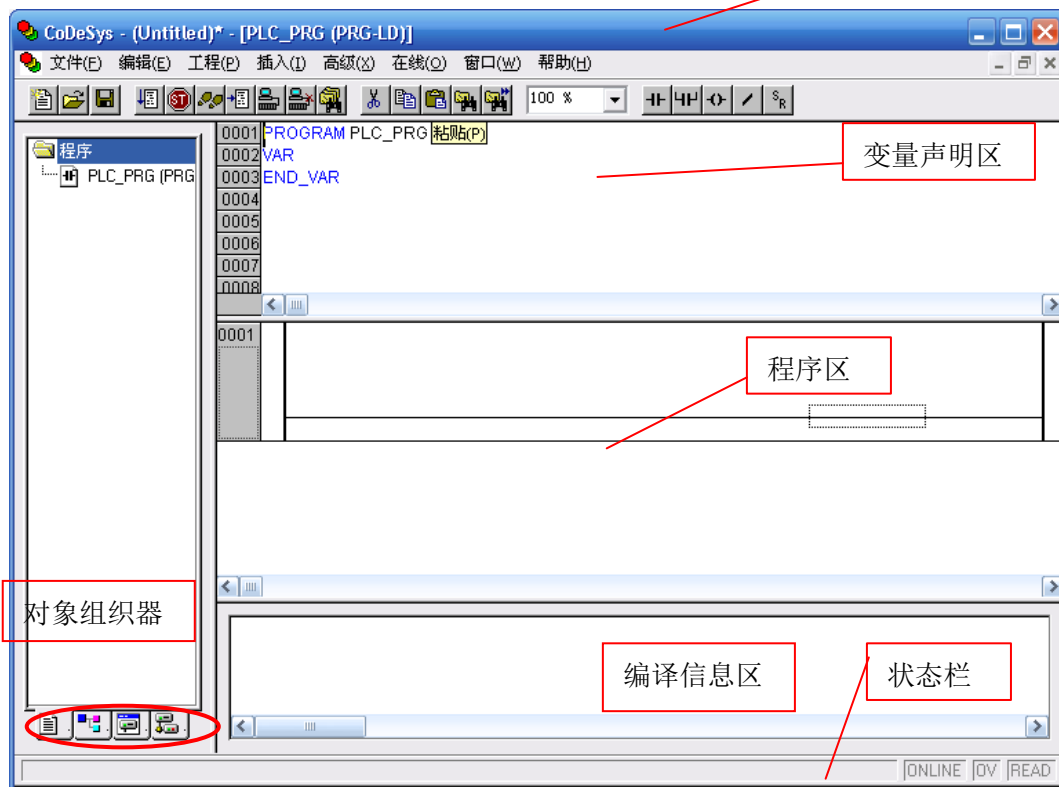 CoDeSys - (Untitled)* - [PLC_PRG (PRG-LD)]
文件(F) 编辑(E) 工程(P) 插入(I) 高级(X) 在线(O) 窗口(W) 帮助(H)
100 %
S R
程序
PLC_PRG (PRG
0001 PROGRAM PLC_PRG 粘贴(P)
0002 VAR
0003 END_VAR
0004
0005
0006
0007
0008
变量声明区
0001
程序区
对象组织器
编译信息区
状态栏
ONLINE OV READ